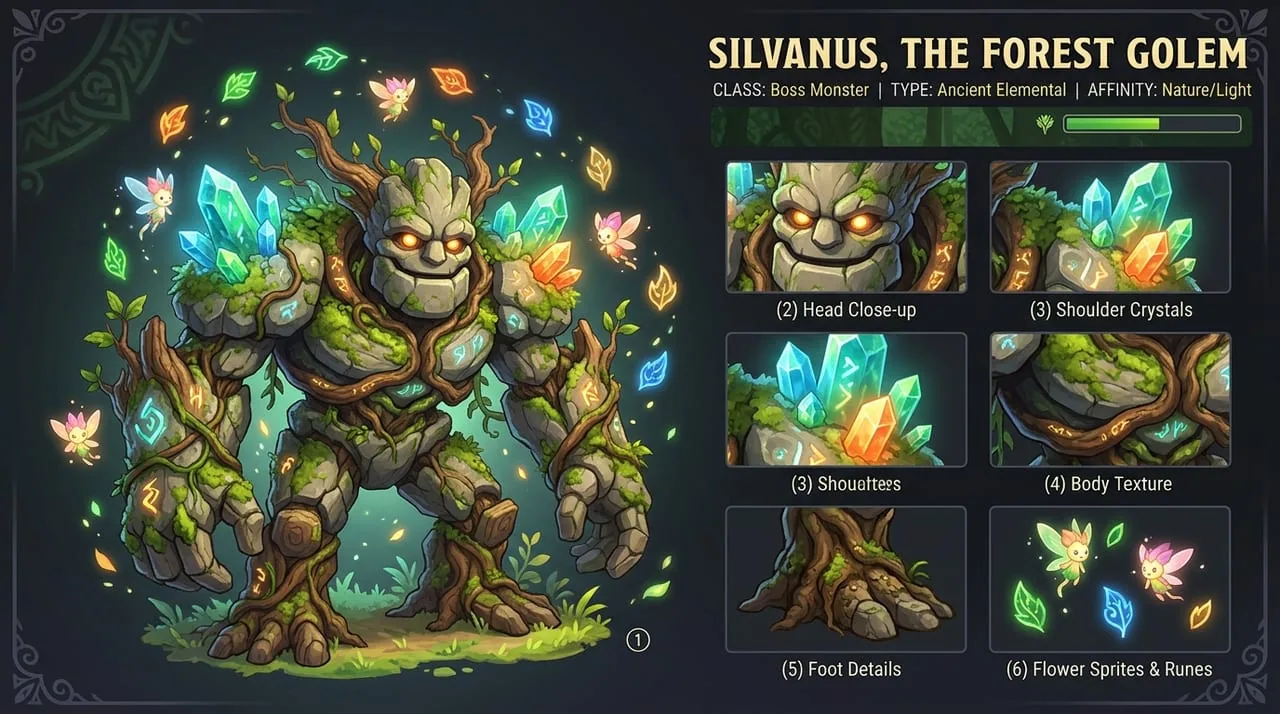 SILVANUS, THE FOREST GOLEM
CLASS: Boss Monster | TYPE: Ancient Elemental | AFFINITY: Nature/Light
(2) Head Close-up
(3) Shoulder Crystals
(3)
(4) Body Texture
(5) Foot Details
(6) Flower Sprites & Runes
1